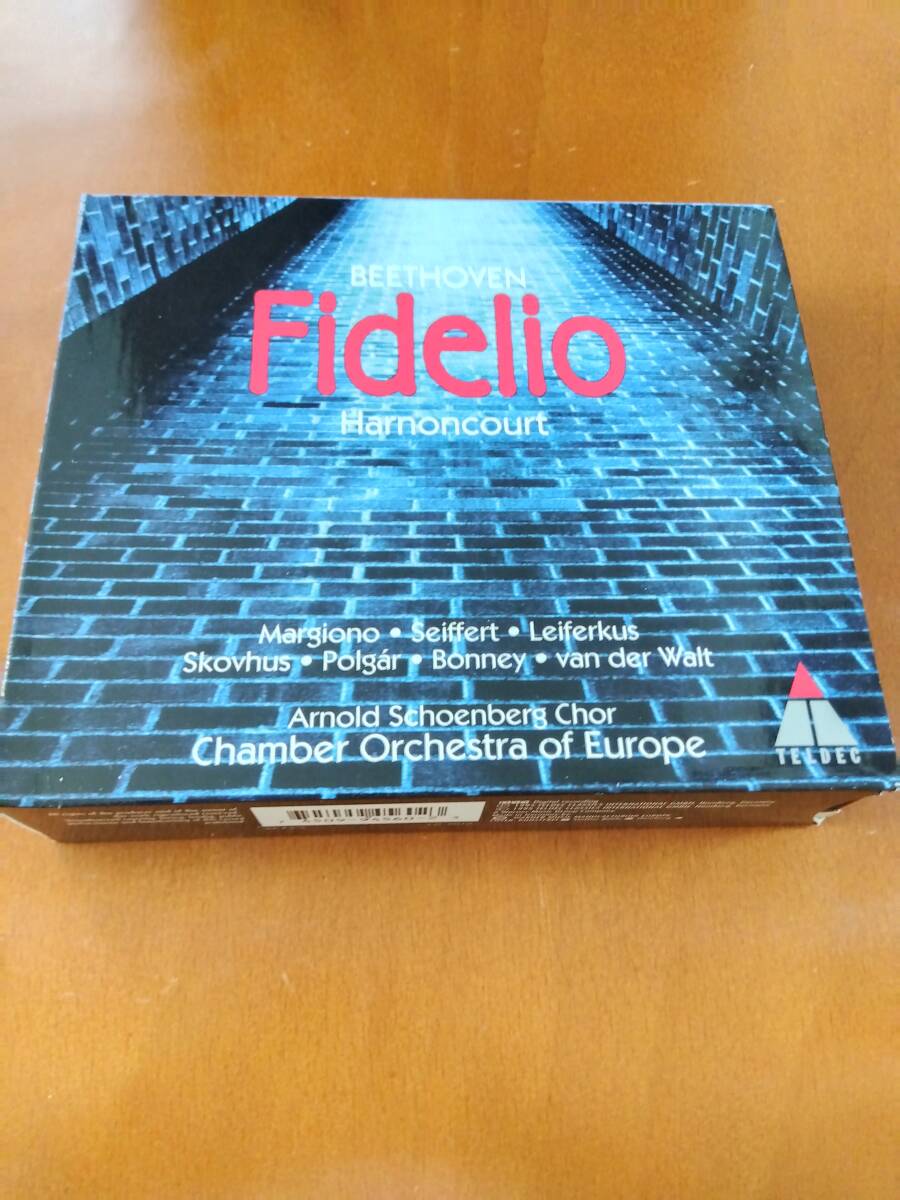 BEETHOVEN
Fidelio
Harnoncourt
Margiono • Seiffert • Leiferkus
Skovhus • Polgár • Bonney • van der Walt
Arnold Schoenberg Chor
Chamber Orchestra of Europe
TELDEC